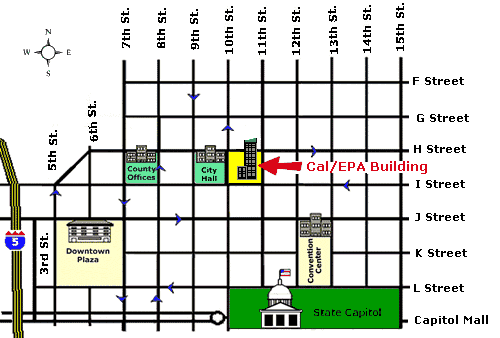 7th St.
8th St.
9th St.
10th St.
11th St.
12th St.
13th St.
14th St.
15th St.
N
W
E
S
F Street
G Street
6th St.
5th St.
H Street
Cal/EPA Building
County
Offices
City
Hall
I Street
J Street
5
3rd St.
Downtown
Plaza
Convention
Center
K Street
L Street
State Capitol
Capitol Mall